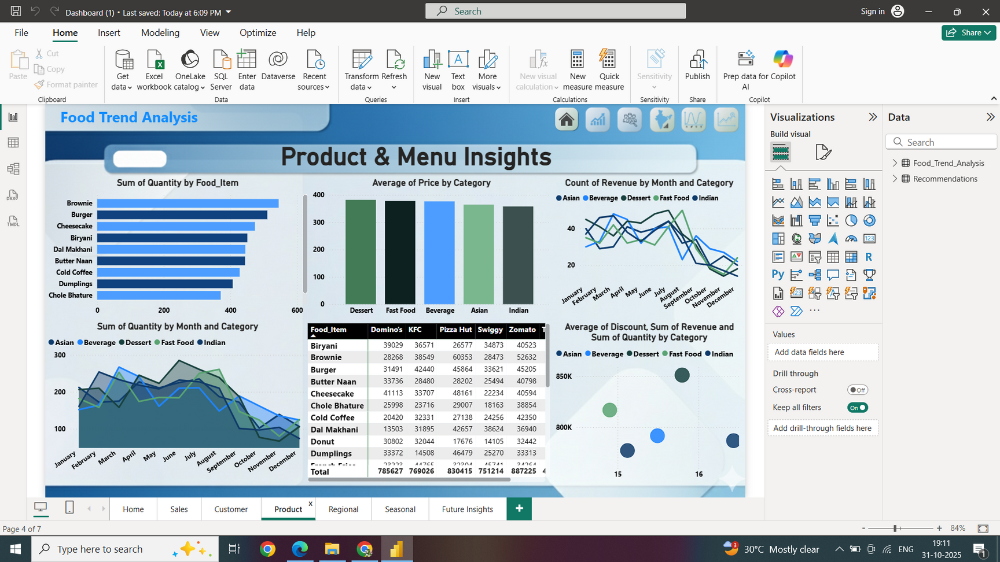 Dashboard (1) • Last saved: Today at 6:09 PM
Search
Sign in
File
Home
Insert
Modeling
View
Optimize
Help
Share
Paste
Cut
Copy
Format painter
Clipboard
Get data
Excel workbook
OneLake catalog
SQL Server
Enter data
Dataverse
Recent sources
Data
Transform data
Refresh
Queries
New visual
Text box
More visuals
Insert
New visual calculation
New measure
Quick measure
Calculations
Sensitivity
Sensitivity
Publish
Share
Prep data for AI
Copilot
Copilot
Food Trend Analysis
Product & Menu Insights
Sum of Quantity by Food_Item
Brownie
Burger
Cheesecake
Biryani
Dal Makhani
Butter Naan
Cold Coffee
Dumplings
Chole Bhature
0 200 400 600
Average of Price by Category
400
300
200
100
0
Dessert Fast Food Beverage Asian Indian
Count of Revenue by Month and Category
Asian Beverage Dessert Fast Food Indian
40
20
January February March April May June July August September October November December
Sum of Quantity by Month and Category
Asian Beverage Dessert Fast Food Indian
300
200
100
January February March April May June July August September October November December
Food_Item Domino's KFC Pizza Hut Swiggy Zomato T
Biryani 39029 36571 26577 34873 40523
Brownie 28268 38549 60353 28473 52632
Burger 31491 42440 45864 33621 45205
Butter Naan 33736 28480 28202 25494 40798
Cheesecake 41113 33707 48161 22234 40594
Chole Bhature 25998 23716 29007 18163 38854
Cold Coffee 20420 32331 27138 24256 42350
Dal Makhani 13503 31895 42657 38624 36940
Donut 30802 32044 17676 14105 32442
Dumplings 33372 14508 46479 25270 33313
Total 785627 769026 830415 751214 887225 4
Average of Discount, Sum of Revenue and
Sum of Quantity by Category
Asian Beverage Dessert Fast Food Indian
850K
800K
15 16
Visualizations
Build visual
R
Py
123
123
Values
Add data fields here
Drill through
Cross-report
Off
Keep all filters
On
Add drill-through fields here
Data
Search
Food_Trend_Analysis
Recommendations
DAX
TMDL
Home
Sales
Customer
Product
x
Regional
Seasonal
Future Insights
+
Page 4 of 7
- + 84%
Type here to search
3
30°C Mostly clear
ENG
19:11
31-10-2025
1